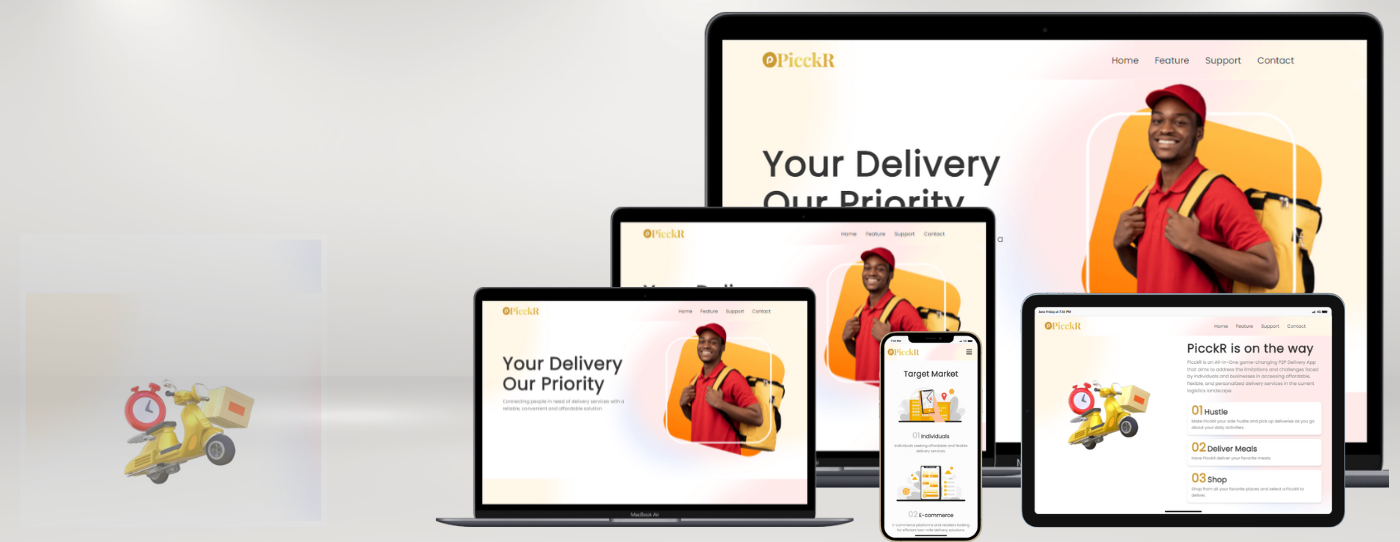 PicckR
Home Feature Support Contact
Your Delivery
Our Priority
a
PicckR
Home Feature Support Contact
PicckR
Home Feature Support Contact
Your Delivery
Our Priority
Connecting people in need of delivery services with a
reliable, convenient and affordable solution
MacBook Air
PicckR
Target Market
01 Individuals
Individuals seeking affordable and flexible
delivery services.
02 E-commerce
E-commerce platforms and retailers looking
for efficient last-mile delivery solutions.
PicckR
Home Feature Support Contact
PicckR is on the way
PicckR is an All-in-One game-changing P2P Delivery App
that aims to address the limitations and challenges faced
by individuals and businesses in accessing affordable,
flexible, and personalized delivery services in the current
logistics landscape.
01 Hustle
Make PicckR your side hustle and pick up deliveries as you go
about your daily activities.
02 Deliver Meals
Have PicckR deliver your favorite meals.
03 Shop
Shop from all your favorite places and select a PicckR to
deliver.